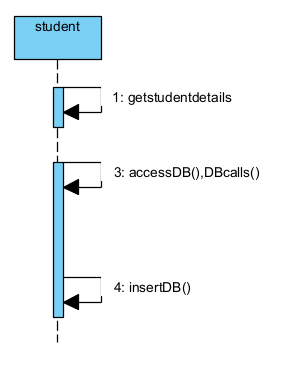 student
1: getstudentdetails
3: accessDB(),DBcalls()
4: insertDB()